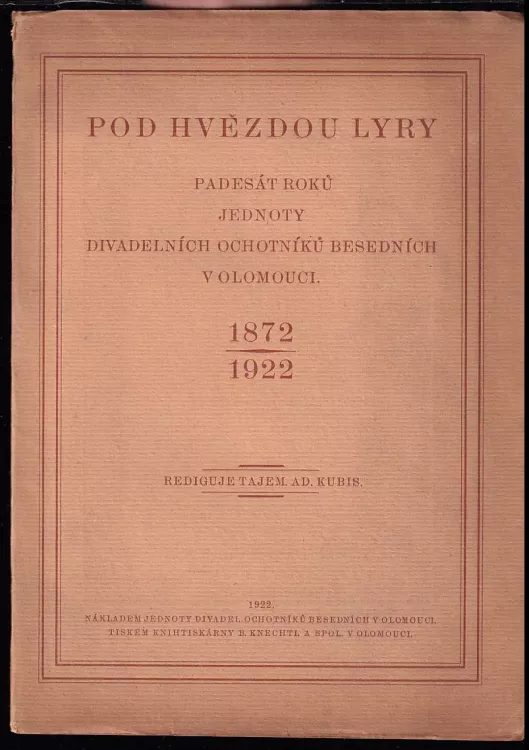 POD HVĚZDOU LYRY
PADESÁT ROKŮ
JEDNOTY
DIVADELNÍCH OCHOTNÍKŮ BESEDNÍCH
V OLOMOUCI.
1872
1922
REDIGUJE TAJEM. AD. KUBIS.
1922.
NÁKLADEM JEDNOTY DIVADEL. OCHOTNÍKŮ BESEDNÍCH V OLOMOUCI.
TISKEM KNIHTISKÁRNY B. KNECHTL A SPOL. V OLOMOUCI.